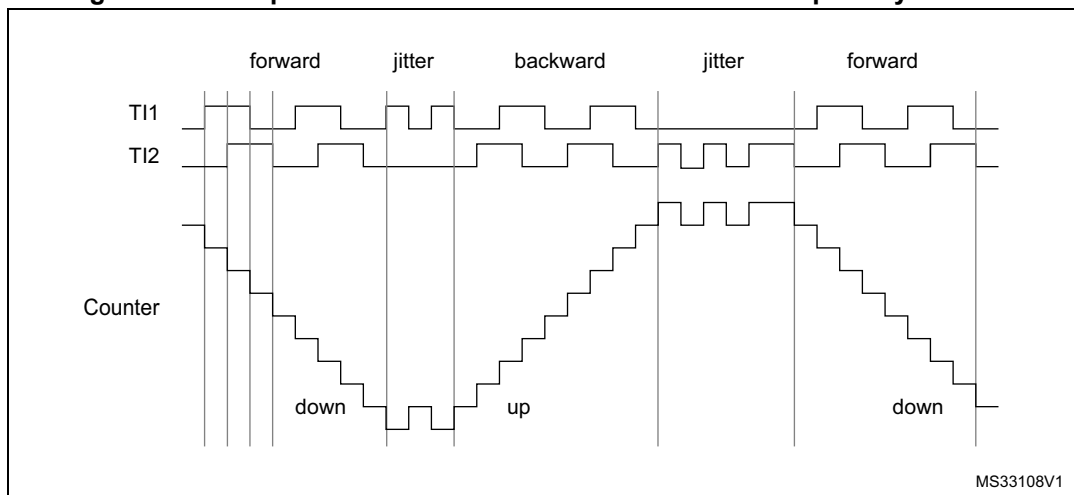 forward jitter backward jitter forward
TI1
TI2
Counter
down up down
MS33108V1